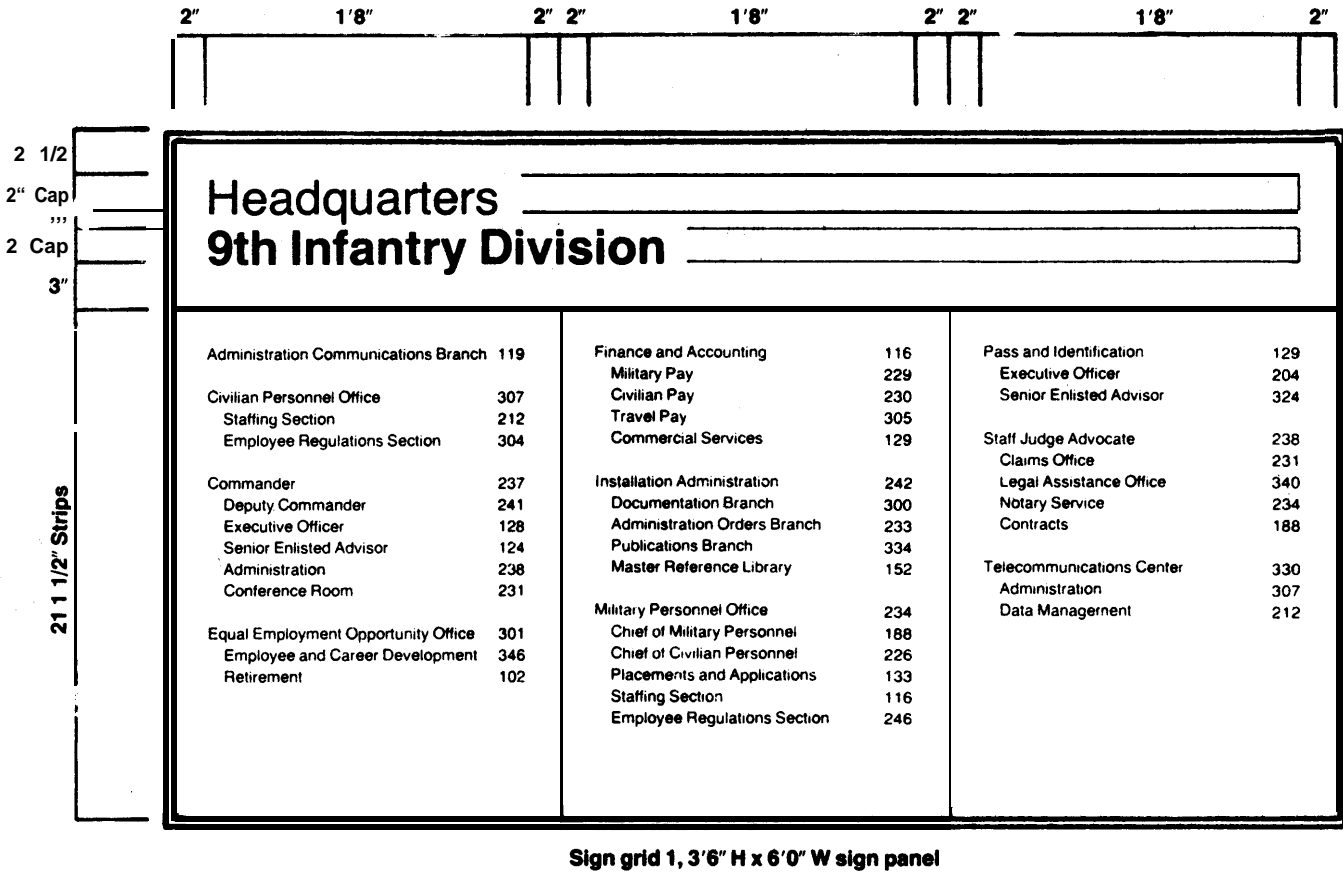 2" 1'8" 2" 2" 1'8" 2" 2" 1'8" 2"
2 1/2
2" Cap
,,,
2 Cap
3"
21 1 1/2" Strips
Headquarters
9th Infantry Division
Administration Communications Branch 119
Civilian Personnel Office 307
Staffing Section 212
Employee Regulations Section 304
Commander 237
Deputy Commander 241
Executive Officer 128
Senior Enlisted Advisor 124
Administration 238
Conference Room 231
Equal Employment Opportunity Office 301
Employee and Career Development 346
Retirement 102
Finance and Accounting 116
Military Pay 229
Civilian Pay 230
Travel Pay 305
Commercial Services 129
Installation Administration 242
Documentation Branch 300
Administration Orders Branch 233
Publications Branch 334
Master Reference Library 152
Military Personnel Office 234
Chief of Military Personnel 188
Chief of Civilian Personnel 226
Placements and Applications 133
Staffing Section 116
Employee Regulations Section 246
Pass and Identification 129
Executive Officer 204
Senior Enlisted Advisor 324
Staff Judge Advocate 238
Claims Office 231
Legal Assistance Office 340
Notary Service 234
Contracts 188
Telecommunications Center 330
Administration 307
Data Management 212
Sign grid 1, 3'6" H x 6'0" W sign panel